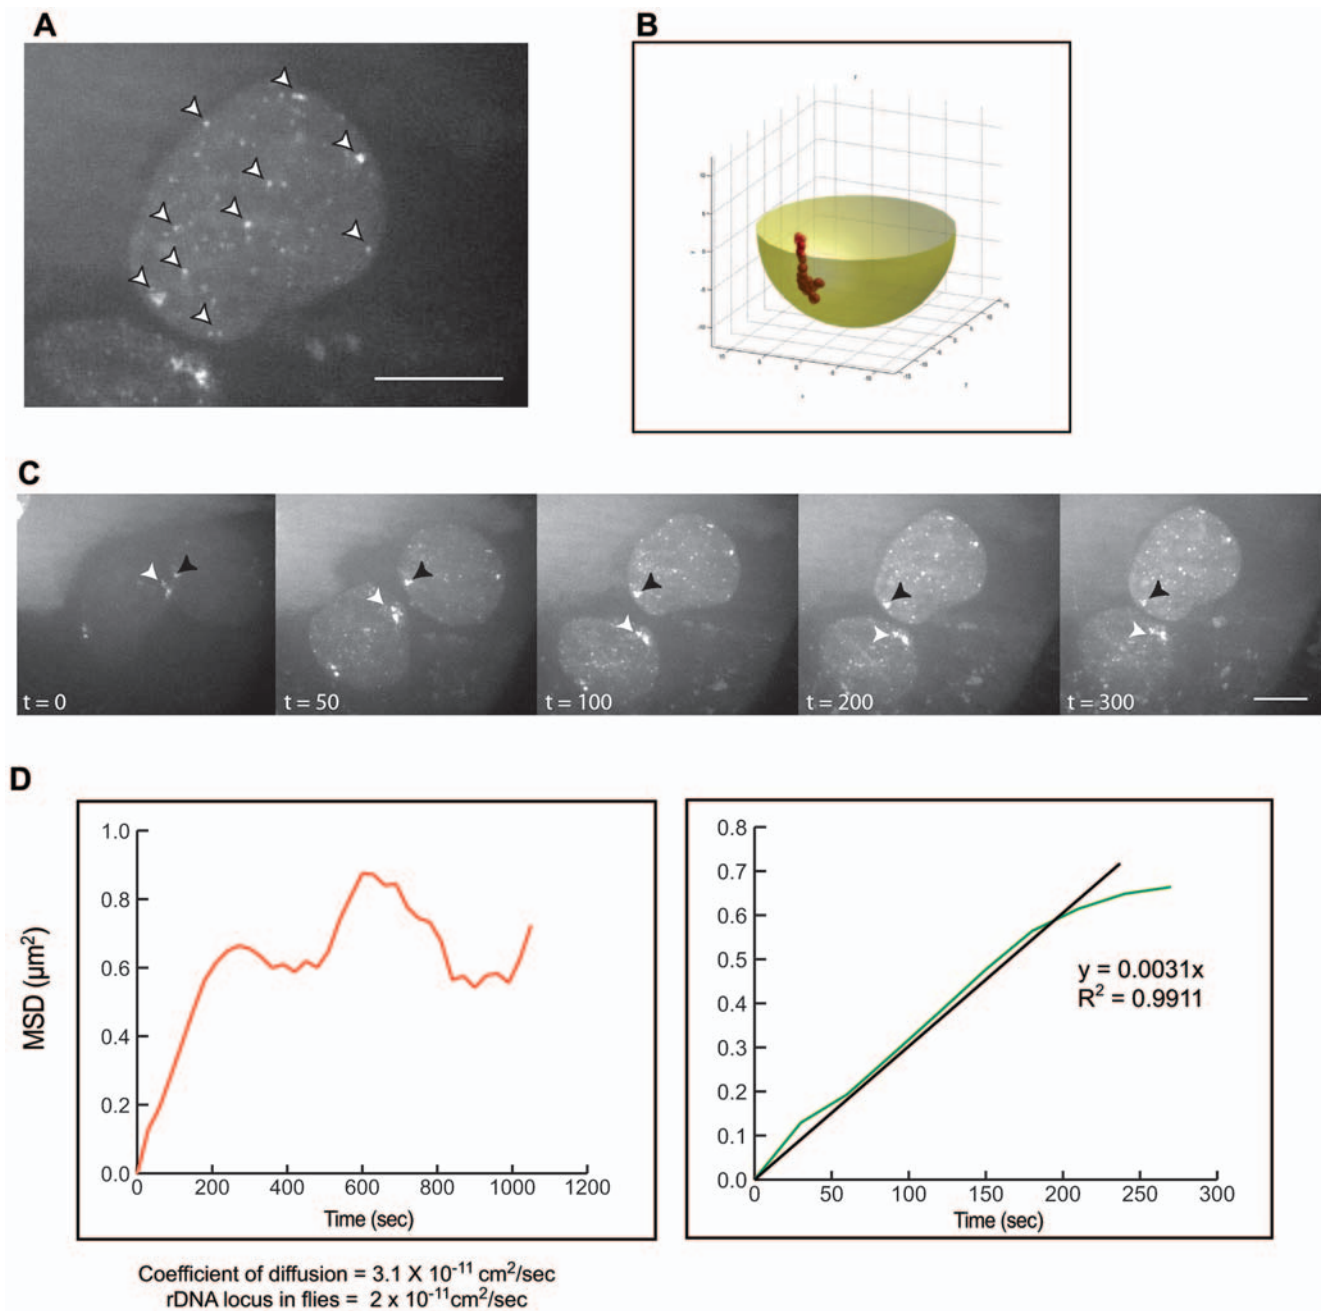 A
B
C
t = 0
t = 50
t = 100
t = 200
t = 300
D
MSD (µm²)
1.0
0.8
0.6
0.4
0.2
0.0
0 200 400 600 800 1000 1200
Time (sec)
0.8
0.7
0.6
0.5
0.4
0.3
0.2
0.1
0.0
0 50 100 150 200 250 300
Time (sec)
y = 0.0031x
R² = 0.9911
Coefficient of diffusion = 3.1 X 10⁻¹¹ cm²/sec
rDNA locus in flies = 2 x 10⁻¹¹cm²/sec